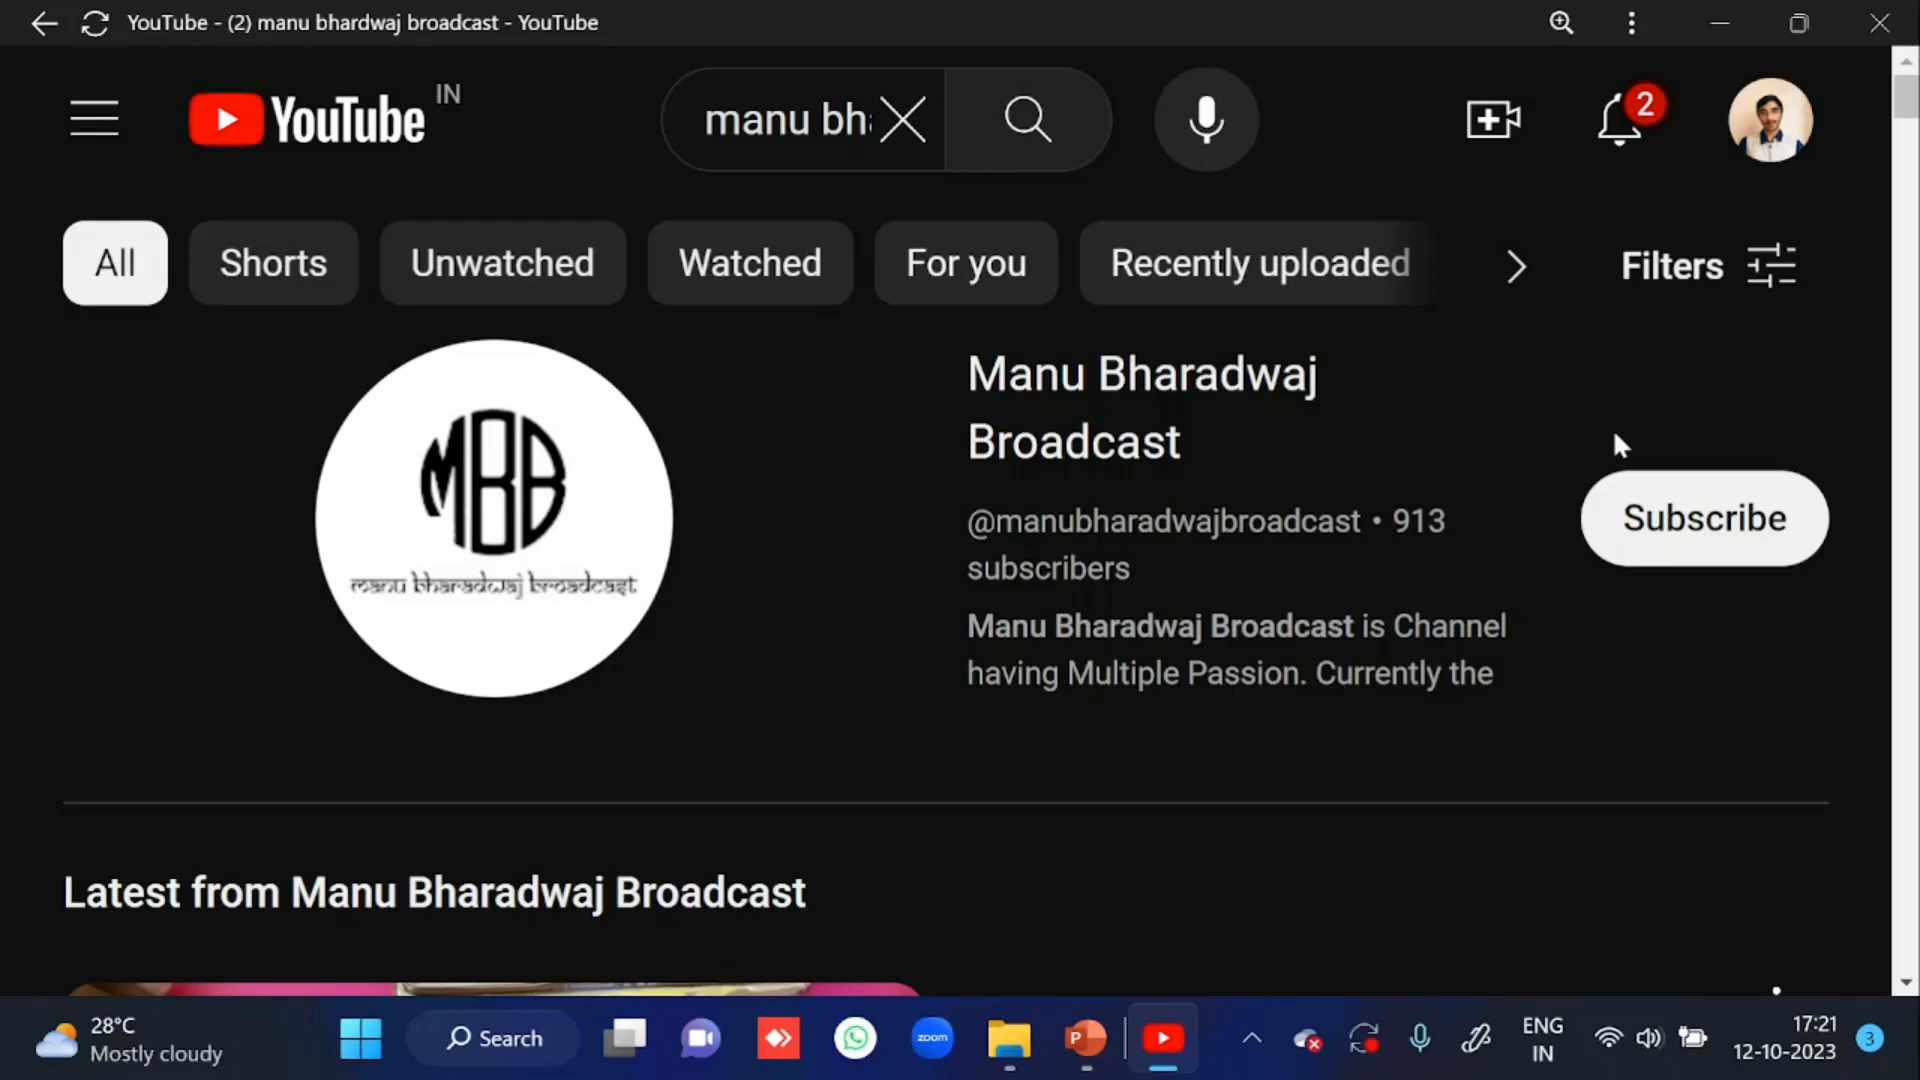 YouTube - (2) manu bhardwaj broadcast - YouTube
YouTube IN
manu bh
2
All
Shorts
Unwatched
Watched
For you
Recently uploaded
Filters
MBB
manu bharadwaj broadcast
Manu Bharadwaj
Broadcast
@manubharadwajbroadcast • 913
subscribers
Manu Bharadwaj Broadcast is Channel
having Multiple Passion. Currently the
Subscribe
Latest from Manu Bharadwaj Broadcast
28°C
Mostly cloudy
Search
zoom
P
ENG
IN
17:21
12-10-2023
3